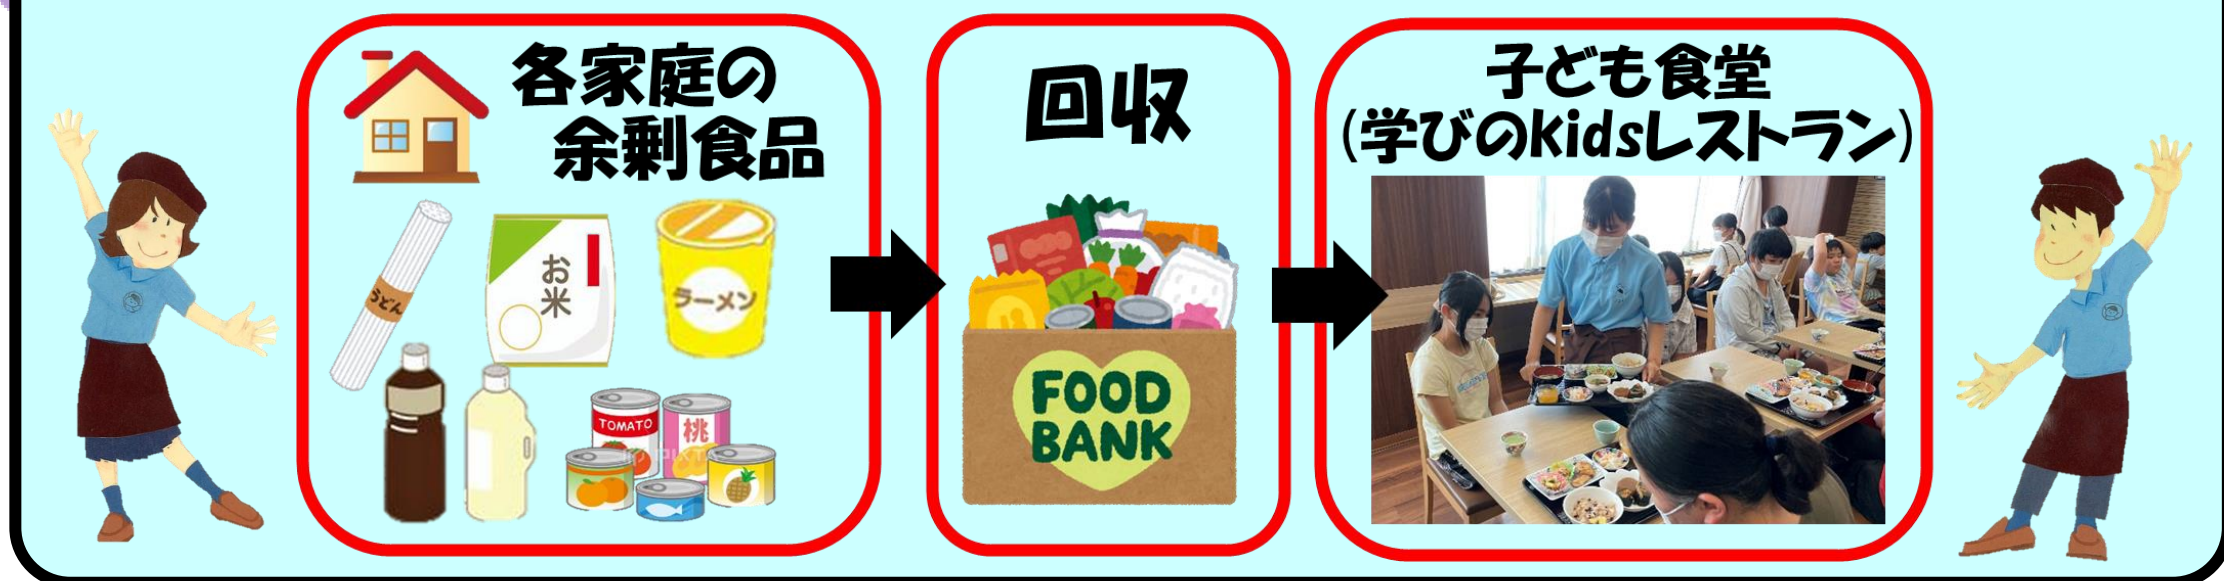 各家庭の
余剰食品
うどん
お米
ラーメン
TOMATO
桃
回収
FOOD
BANK
子ども食堂
(学びのKidsレストラン)